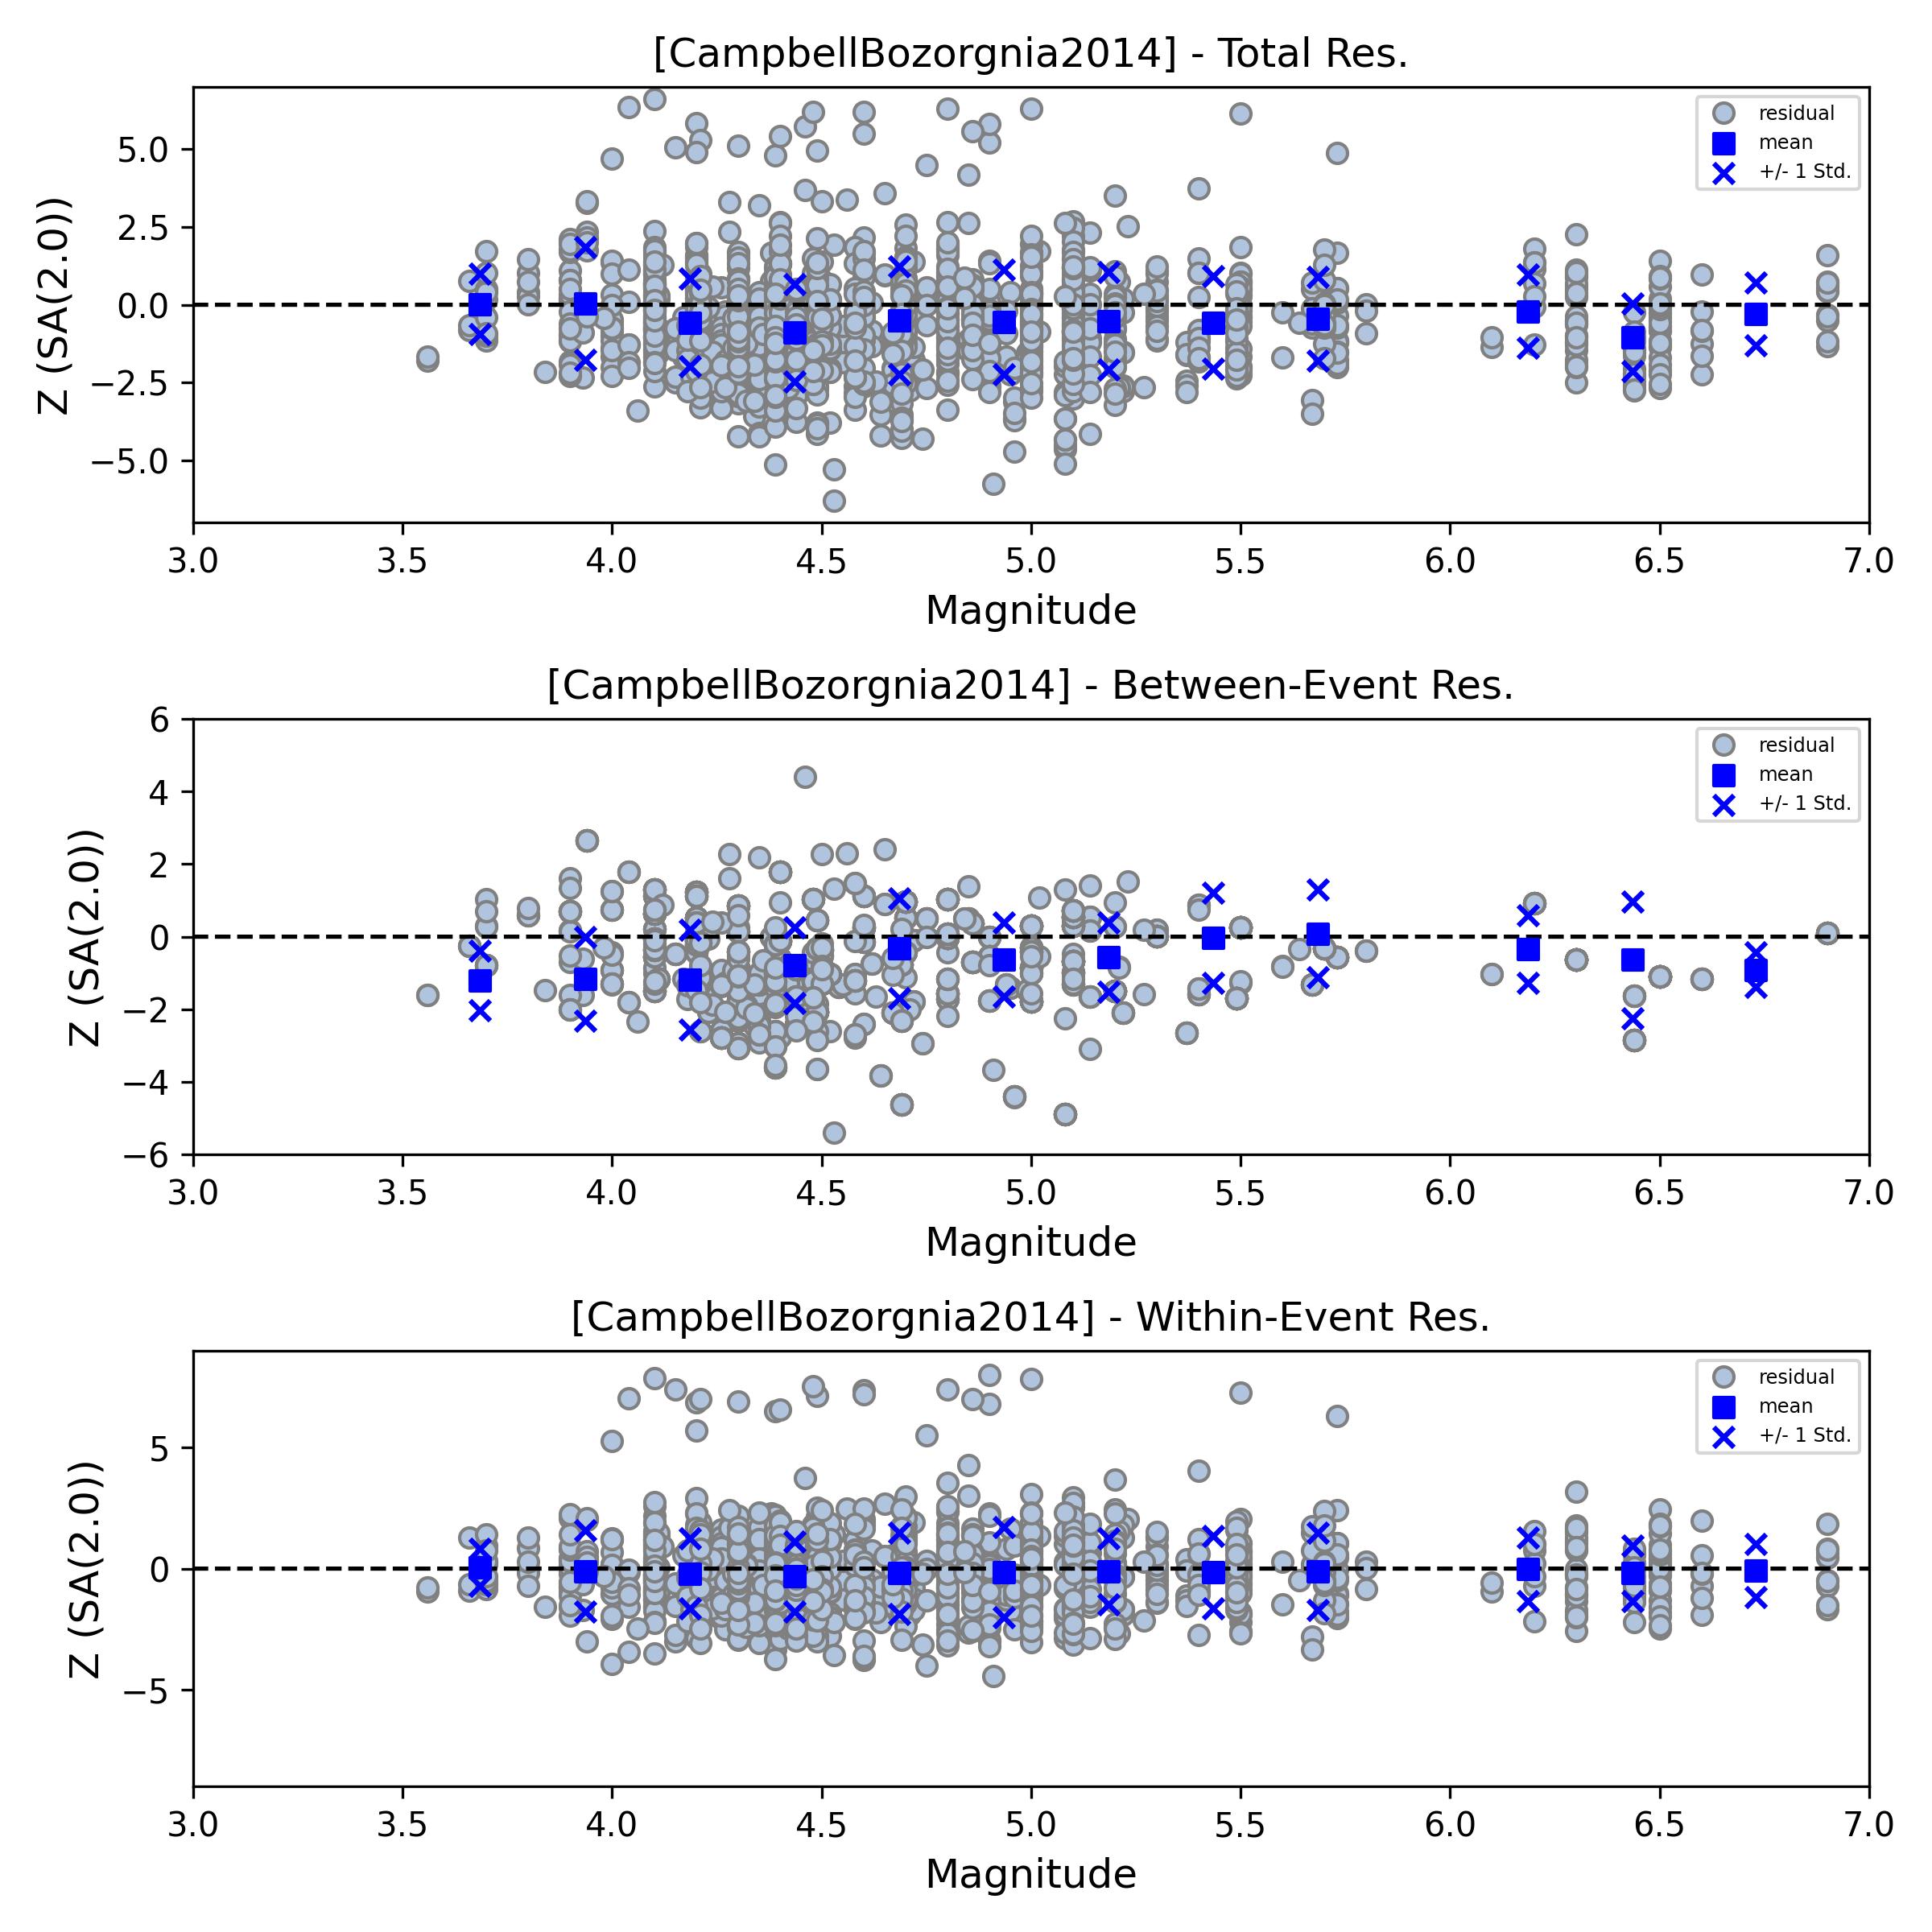 [CampbellBozorgnia2014] - Total Res.
residual
mean
+/- 1 Std.
Z (SA(2.0))
5.0
2.5
0.0
−2.5
−5.0
3.0 3.5 4.0 4.5 5.0 5.5 6.0 6.5 7.0
Magnitude
[CampbellBozorgnia2014] - Between-Event Res.
residual
mean
+/- 1 Std.
Z (SA(2.0))
6
4
2
0
−2
−4
−6
3.0 3.5 4.0 4.5 5.0 5.5 6.0 6.5 7.0
Magnitude
[CampbellBozorgnia2014] - Within-Event Res.
residual
mean
+/- 1 Std.
Z (SA(2.0))
5
0
−5
3.0 3.5 4.0 4.5 5.0 5.5 6.0 6.5 7.0
Magnitude